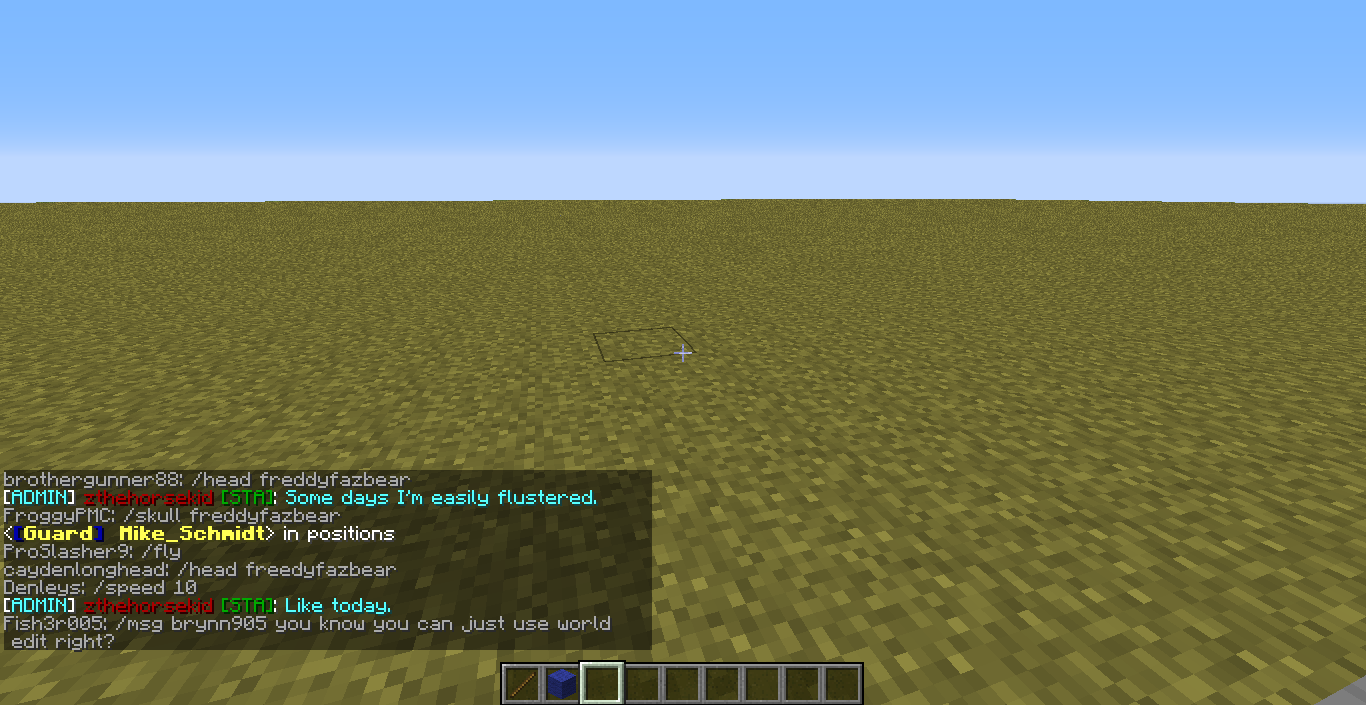 brothergunner88: /head freddyfazbear
[ADMIN] zthehorsekid [STA]: Some days I'm easily flustered.
FroggyPMC: /skull freddyfazbear
<[Guard] Mike_Schmidt> in positions
ProSlasher9: /fly
caydenlonghead: /head freedyfazbear
Denleys: /speed 10
[ADMIN] zthehorsekid [STA]: Like today.
Fish3r005: /msg brynn905 you know you can just use world
edit right?